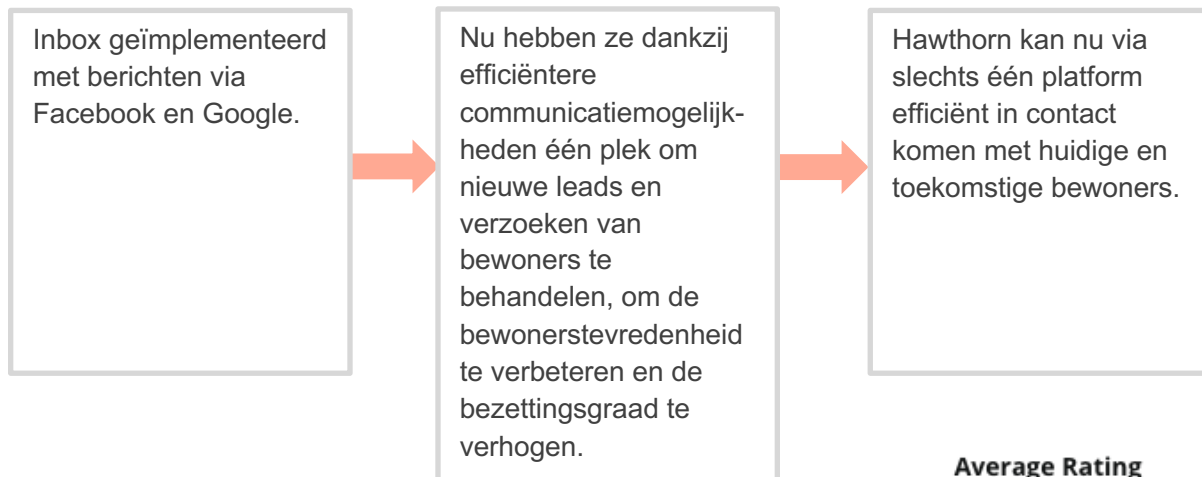 Inbox geïmplementeerd
met berichten via
Facebook en Google.
Nu hebben ze dankzij
efficiëntere
communicatiemogelijk-
heden één plek om
nieuwe leads en
verzoeken van
bewoners te
behandelen, om de
bewonerstevredenheid
te verbeteren en de
bezettingsgraad te
verhogen.
Hawthorn kan nu via
slechts één platform
efficiënt in contact
komen met huidige en
toekomstige bewoners.
Average Rating